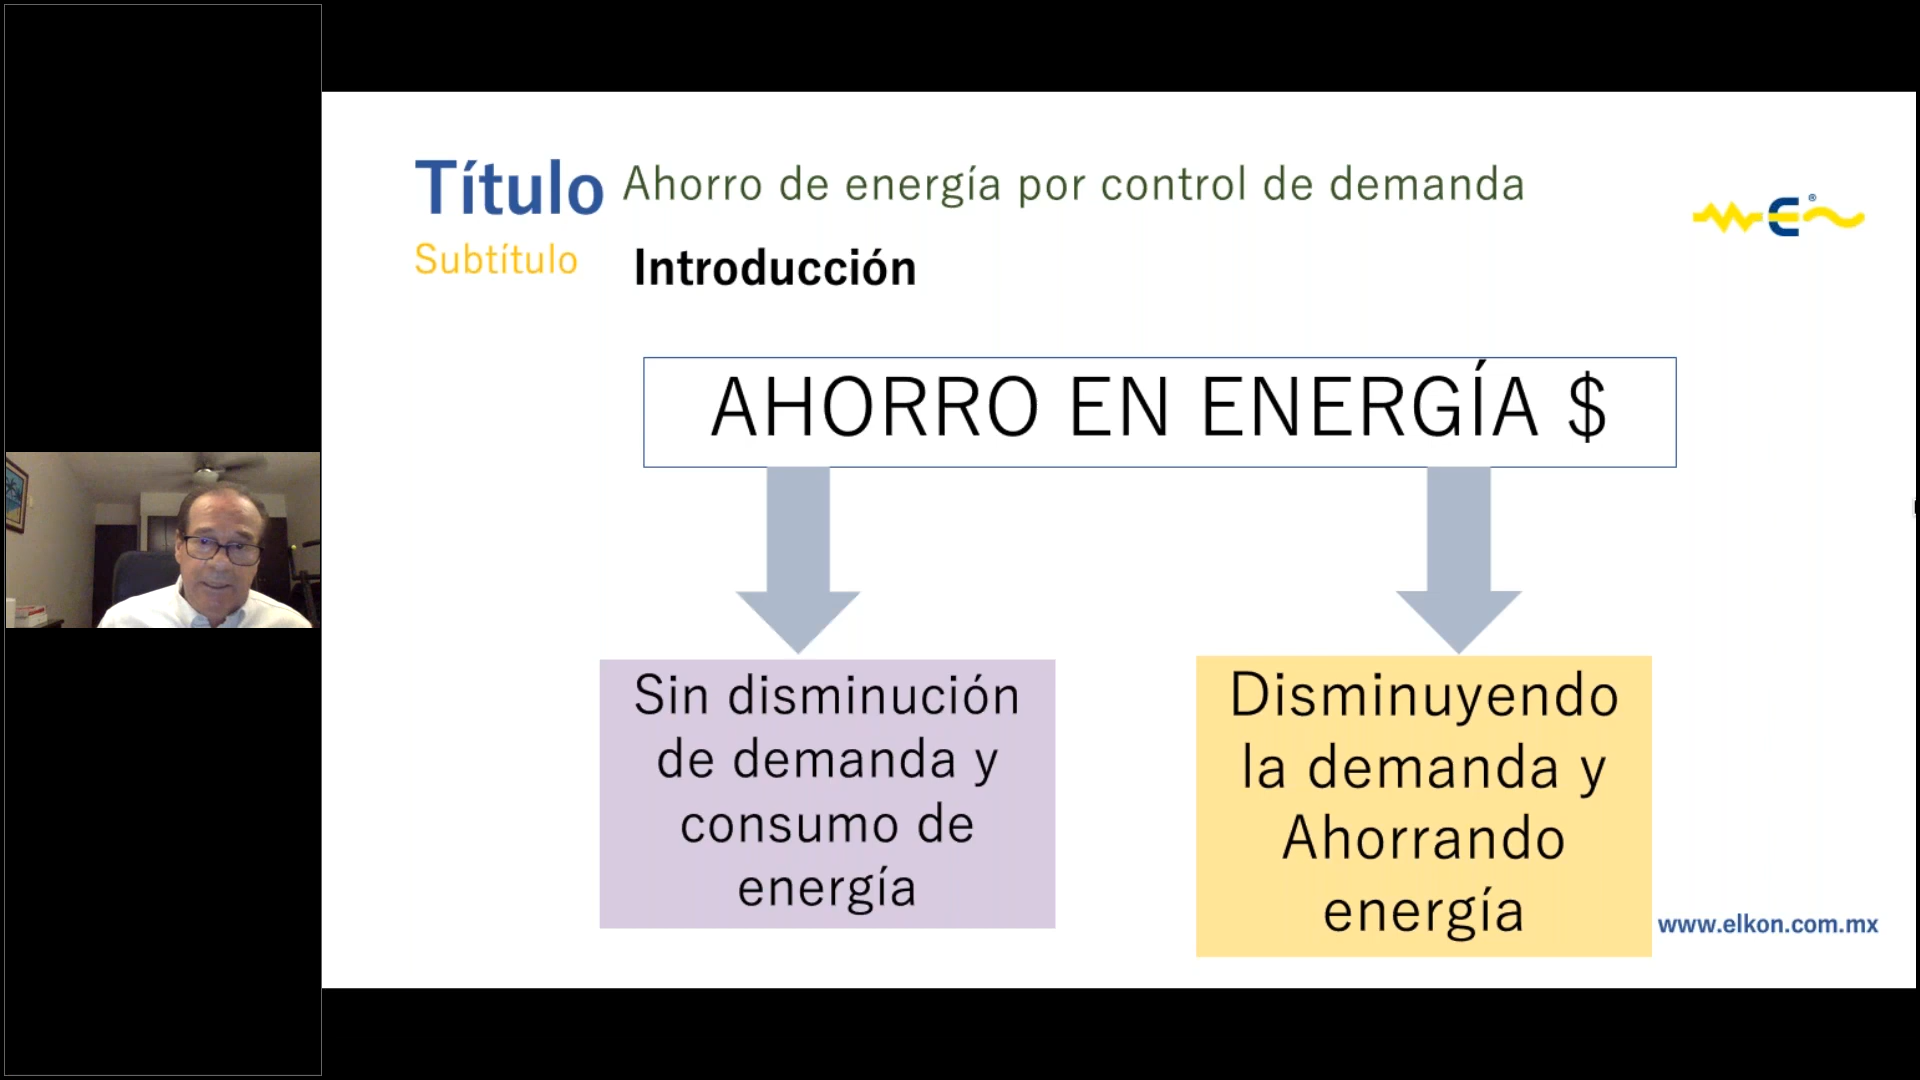 Título Ahorro de energía por control de demanda
Subtítulo Introducción
E®
AHORRO EN ENERGÍA $
Sin disminución
de demanda y
consumo de
energía
Disminuyendo
la demanda y
Ahorrando
energía
www.elkon.com.mx